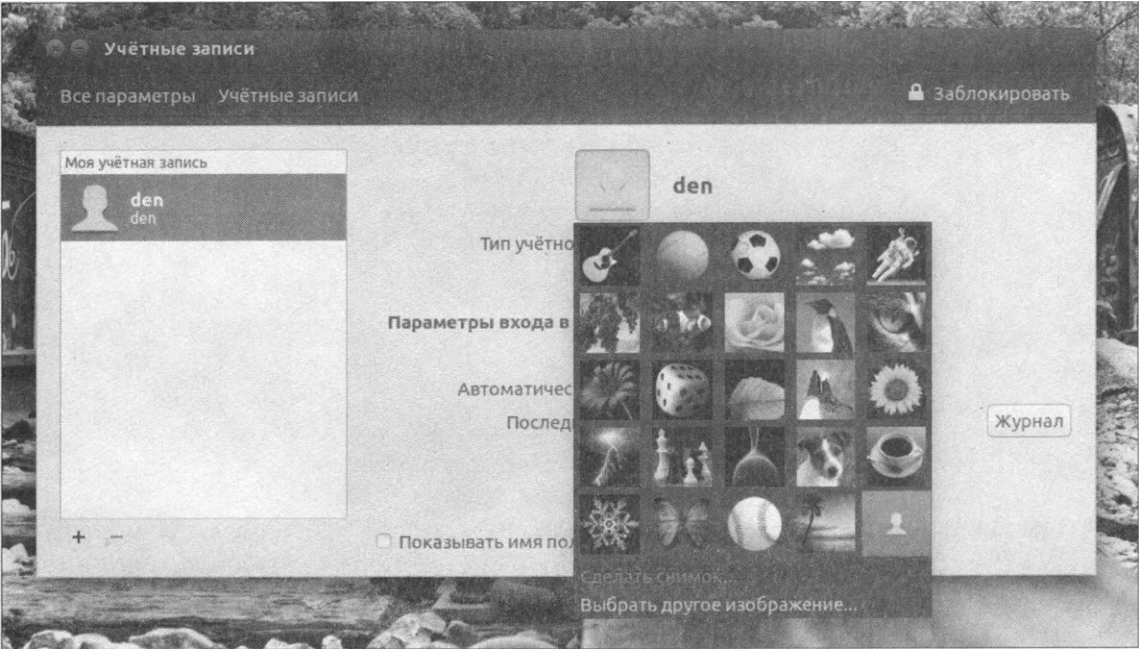 Учётные записи
Все параметры Учётные записи
Заблокировать
Моя учётная запись
den
den
den
Тип учётно
Параметры входа в
Автоматичес
Послед
Журнал
+ −
Показывать имя пол
Сделать снимок...
Выбрать другое изображение...